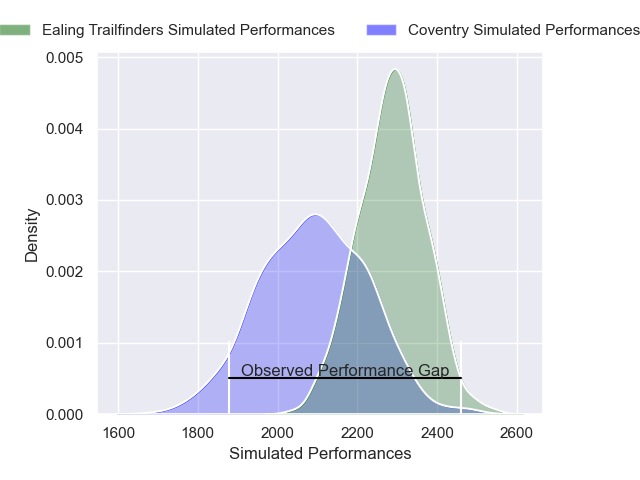 Ealing Trailfinders Simulated Performances Coventry Simulated Performances
0.005
0.004
0.003
0.002
0.001
0.000
Density
Observed Performance Gap
1600 1800 2000 2200 2400 2600
Simulated Performances